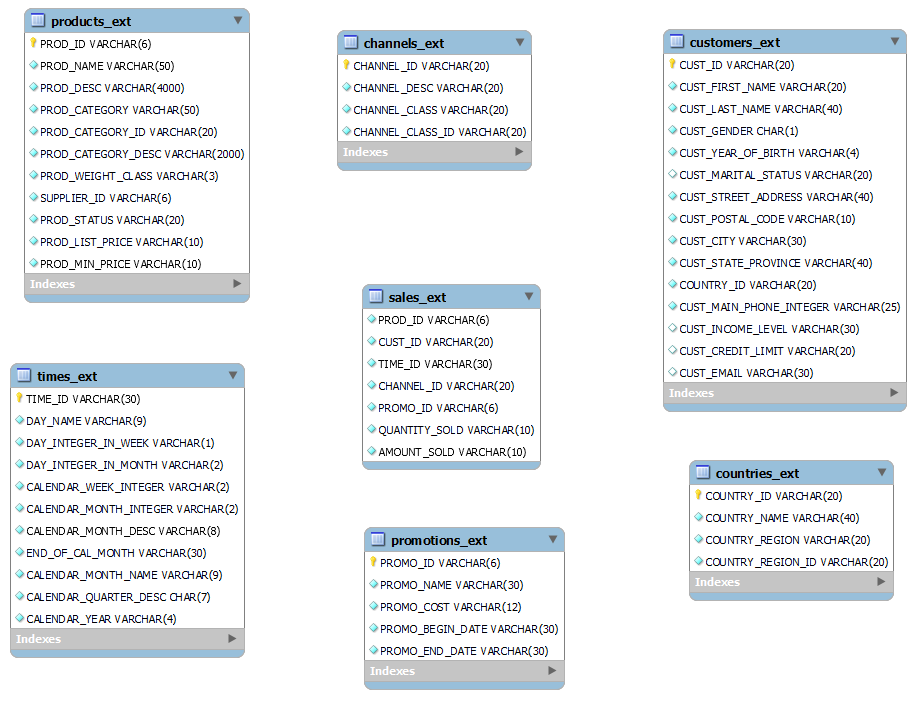 products_ext
PROD_ID VARCHAR(6)
PROD_NAME VARCHAR(50)
PROD_DESC VARCHAR(4000)
PROD_CATEGORY VARCHAR(50)
PROD_CATEGORY_ID VARCHAR(20)
PROD_CATEGORY_DESC VARCHAR(2000)
PROD_WEIGHT_CLASS VARCHAR(3)
SUPPLIER_ID VARCHAR(6)
PROD_STATUS VARCHAR(20)
PROD_LIST_PRICE VARCHAR(10)
PROD_MIN_PRICE VARCHAR(10)
Indexes
channels_ext
CHANNEL_ID VARCHAR(20)
CHANNEL_DESC VARCHAR(20)
CHANNEL_CLASS VARCHAR(20)
CHANNEL_CLASS_ID VARCHAR(20)
Indexes
customers_ext
CUST_ID VARCHAR(20)
CUST_FIRST_NAME VARCHAR(20)
CUST_LAST_NAME VARCHAR(40)
CUST_GENDER CHAR(1)
CUST_YEAR_OF_BIRTH VARCHAR(4)
CUST_MARITAL_STATUS VARCHAR(20)
CUST_STREET_ADDRESS VARCHAR(40)
CUST_POSTAL_CODE VARCHAR(10)
CUST_CITY VARCHAR(30)
CUST_STATE_PROVINCE VARCHAR(40)
COUNTRY_ID VARCHAR(20)
CUST_MAIN_PHONE_INTEGER VARCHAR(25)
CUST_INCOME_LEVEL VARCHAR(30)
CUST_CREDIT_LIMIT VARCHAR(20)
CUST_EMAIL VARCHAR(30)
Indexes
sales_ext
PROD_ID VARCHAR(6)
CUST_ID VARCHAR(20)
TIME_ID VARCHAR(30)
CHANNEL_ID VARCHAR(20)
PROMO_ID VARCHAR(6)
QUANTITY_SOLD VARCHAR(10)
AMOUNT_SOLD VARCHAR(10)
times_ext
TIME_ID VARCHAR(30)
DAY_NAME VARCHAR(9)
DAY_INTEGER_IN_WEEK VARCHAR(1)
DAY_INTEGER_IN_MONTH VARCHAR(2)
CALENDAR_WEEK_INTEGER VARCHAR(2)
CALENDAR_MONTH_INTEGER VARCHAR(2)
CALENDAR_MONTH_DESC VARCHAR(8)
END_OF_CAL_MONTH VARCHAR(30)
CALENDAR_MONTH_NAME VARCHAR(9)
CALENDAR_QUARTER_DESC CHAR(7)
CALENDAR_YEAR VARCHAR(4)
Indexes
promotions_ext
PROMO_ID VARCHAR(6)
PROMO_NAME VARCHAR(30)
PROMO_COST VARCHAR(12)
PROMO_BEGIN_DATE VARCHAR(30)
PROMO_END_DATE VARCHAR(30)
Indexes
countries_ext
COUNTRY_ID VARCHAR(20)
COUNTRY_NAME VARCHAR(40)
COUNTRY_REGION VARCHAR(20)
COUNTRY_REGION_ID VARCHAR(20)
Indexes